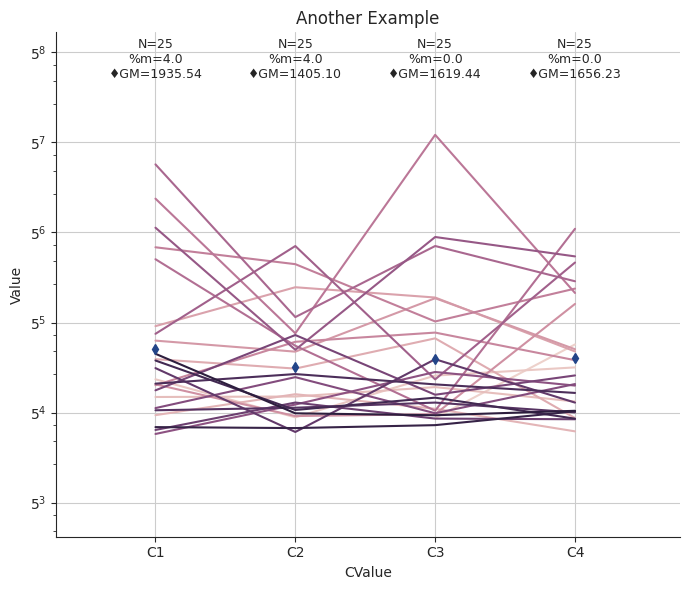 Another Example
N=25 N=25 N=25 N=25
%m=4.0 %m=4.0 %m=0.0 %m=0.0
♦GM=1935.54 ♦GM=1405.10 ♦GM=1619.44 ♦GM=1656.23
5⁸
5⁷
5⁶
5⁵
5⁴
5³
Value
C1 C2 C3 C4
CValue